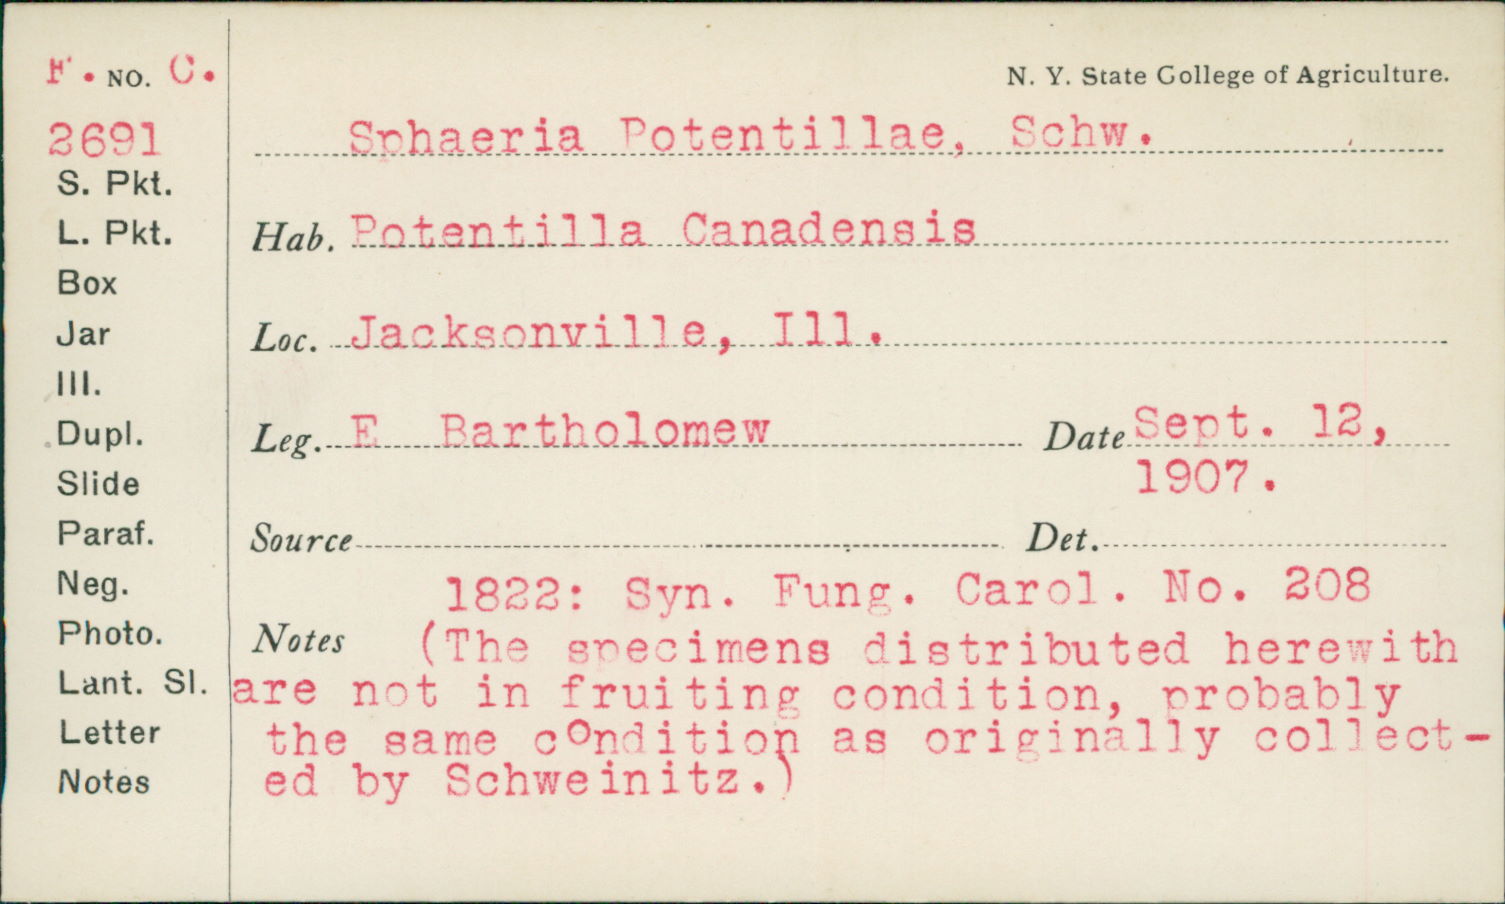 F. NO. C.
N. Y. State College of Agriculture.
2691
Sphaeria Potentillae, Schw.
S. Pkt.
L. Pkt.
Hab. Potentilla Canadensis
Box
Jar
Loc. Jacksonville, Ill.
Ill.
Dupl.
Leg. E Bartholomew Date Sept. 12,
1907.
Slide
Paraf.
Source Det.
Neg.
1822: Syn. Fung. Carol. No. 208
Photo.
Notes (The specimens distributed herewith
Lant. Sl.
are not in fruiting condition, probably
Letter
the same cOndition as originally collect-
Notes
ed by Schweinitz.)